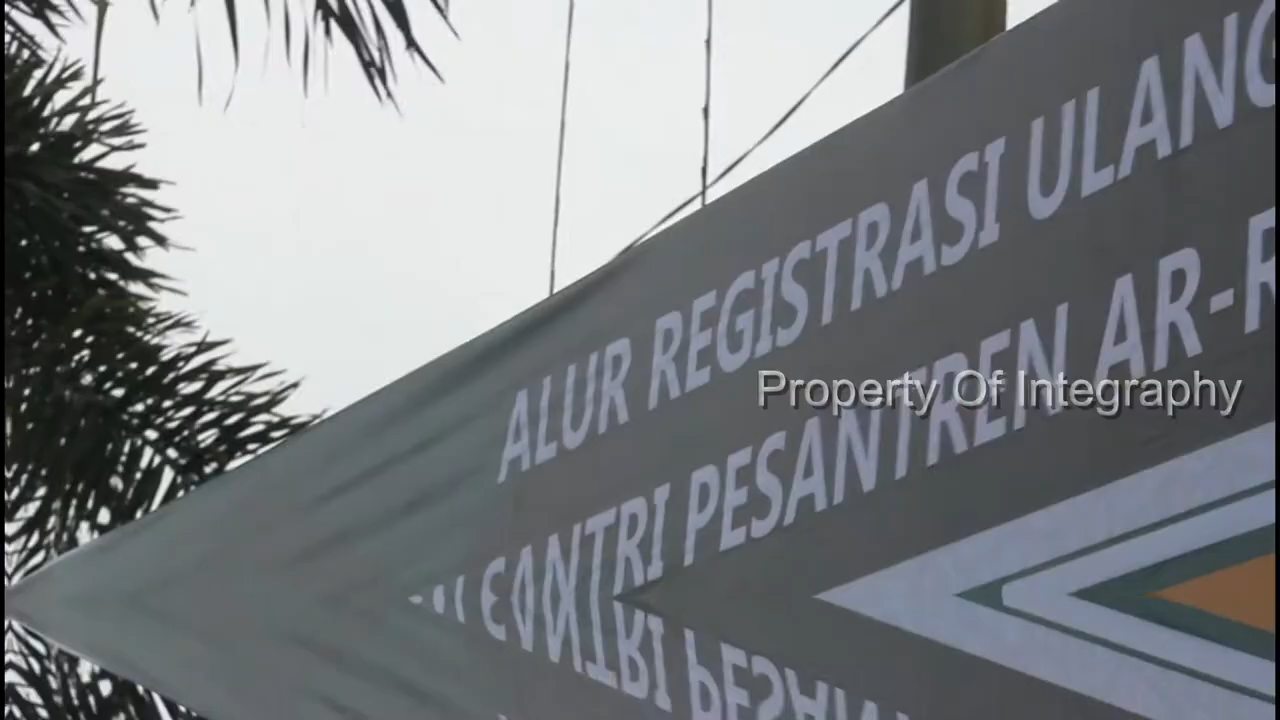 ALUR REGISTRASI ULANG
SANTRI PESANTREN AR-R
Property Of Integraphy